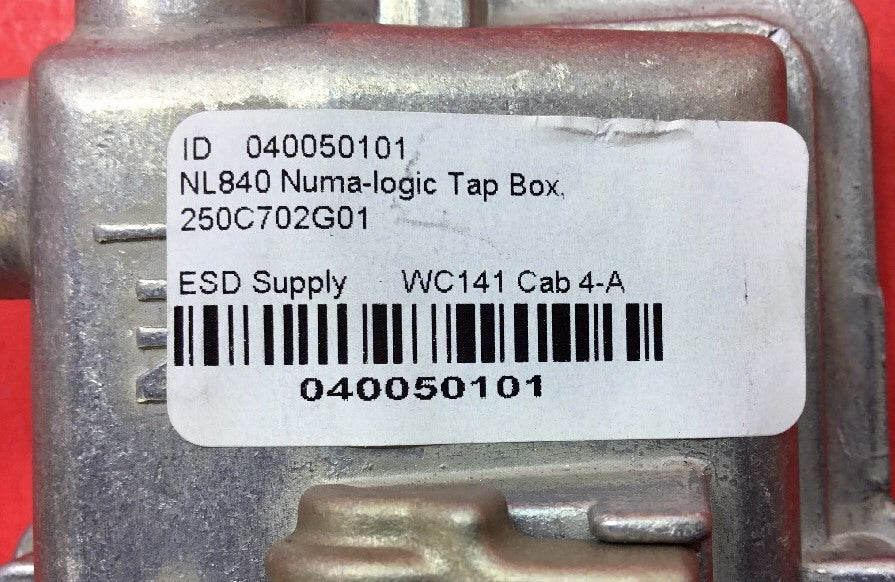 ID 040050101
NL840 Numa-logic Tap Box,
250C702G01
ESD Supply WC141 Cab 4-A
040050101